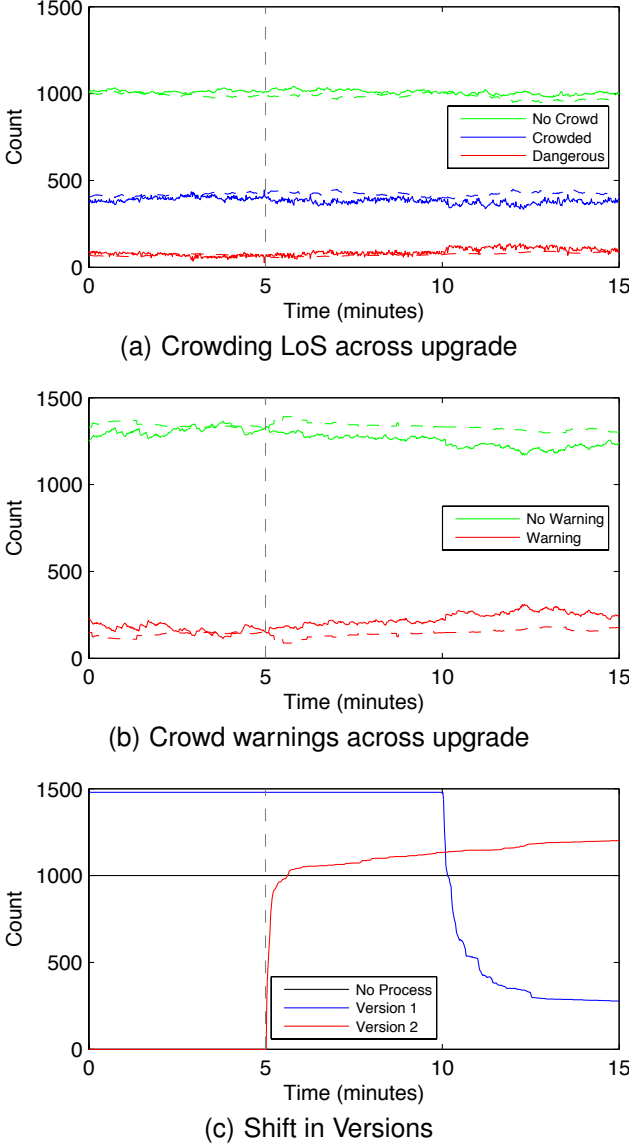 1500
1000
500
0
Count
No Crowd
Crowded
Dangerous
0 5 10 15
Time (minutes)
(a) Crowding LoS across upgrade
1500
1000
500
0
Count
No Warning
Warning
0 5 10 15
Time (minutes)
(b) Crowd warnings across upgrade
1500
1000
500
0
Count
No Process
Version 1
Version 2
0 5 10 15
Time (minutes)
(c) Shift in Versions